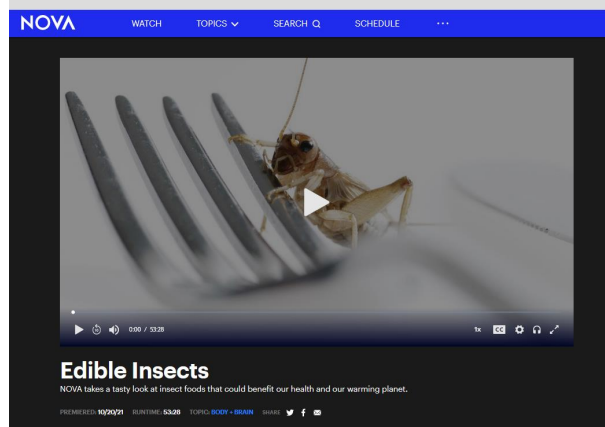 NOVA WATCH TOPICS SEARCH SCHEDULE ...
10
0:00 / 53:28 1x CC
Edible Insects
NOVA takes a tasty look at insect foods that could benefit our health and our warming planet.
PREMIERED: 10/20/21 RUNTIME: 53:28 TOPIC: BODY + BRAIN SHARE